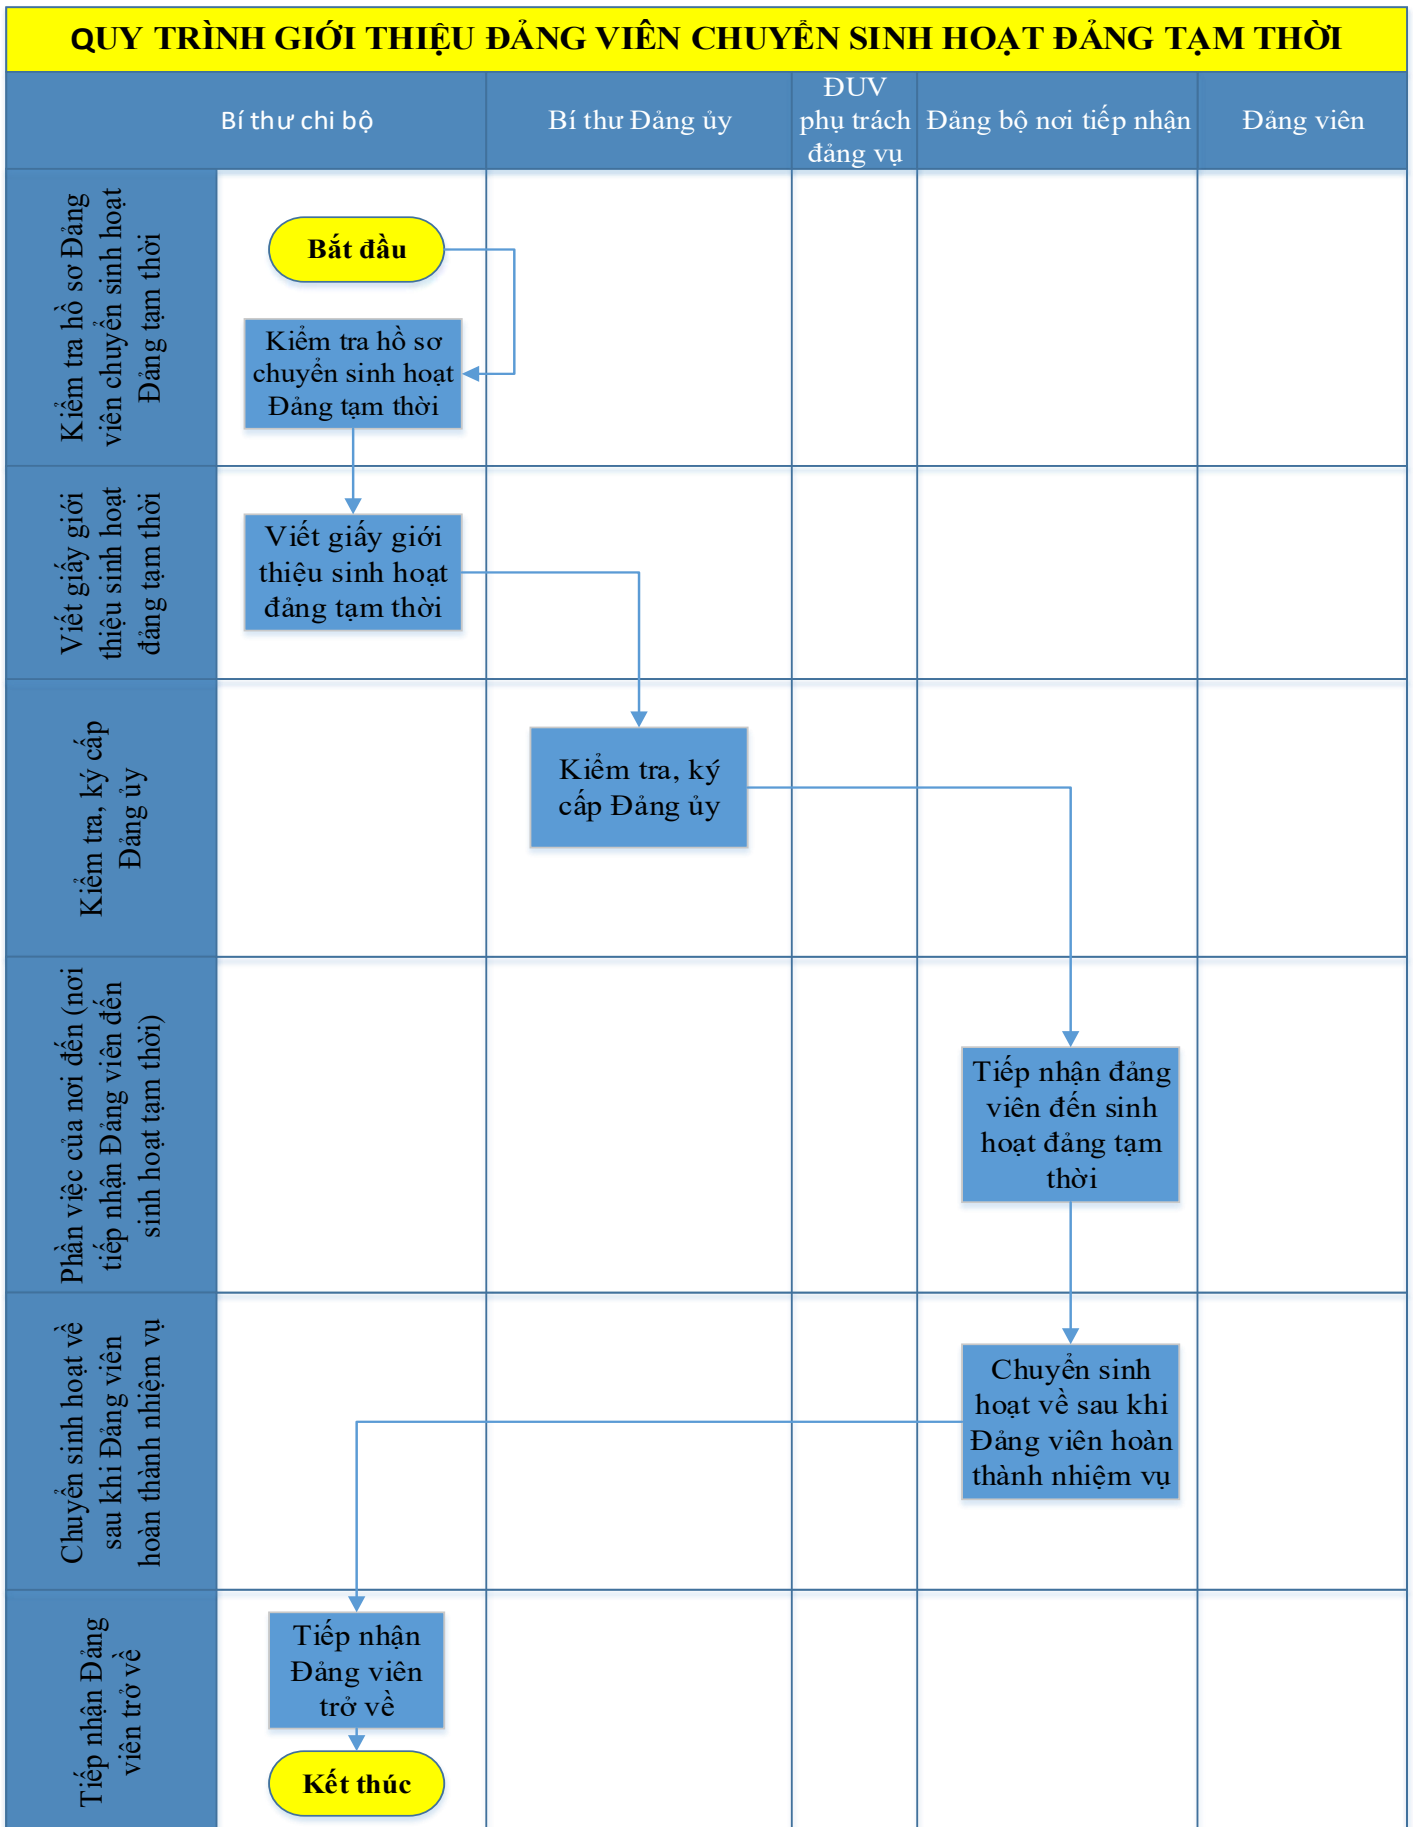 QUY TRÌNH GIỚI THIỆU ĐẢNG VIÊN CHUYỂN SINH HOẠT ĐẢNG TẠM THỜI
Bí thư chi bộ
Bí thư Đảng ủy
ĐUV
phụ trách
đảng vụ
Đảng bộ nơi tiếp nhận
Đảng viên
Kiểm tra hồ sơ Đảng
viên chuyển sinh hoạt
Đảng tạm thời
Bắt đầu
Kiểm tra hồ sơ
chuyển sinh hoạt
Đảng tạm thời
Viết giấy giới
thiệu sinh hoạt
đảng tạm thời
Viết giấy giới
thiệu sinh hoạt
đảng tạm thời
Kiểm tra, ký cấp
Đảng ủy
Kiểm tra, ký
cấp Đảng ủy
Phần việc của nơi đến (nơi
tiếp nhận Đảng viên đến
sinh hoạt tạm thời)
Tiếp nhận đảng
viên đến sinh
hoạt đảng tạm
thời
Chuyển sinh hoạt về
sau khi Đảng viên
hoàn thành nhiệm vụ
Chuyển sinh
hoạt về sau khi
Đảng viên hoàn
thành nhiệm vụ
Tiếp nhận Đảng
viên trở về
Tiếp nhận
Đảng viên
trở về
Kết thúc